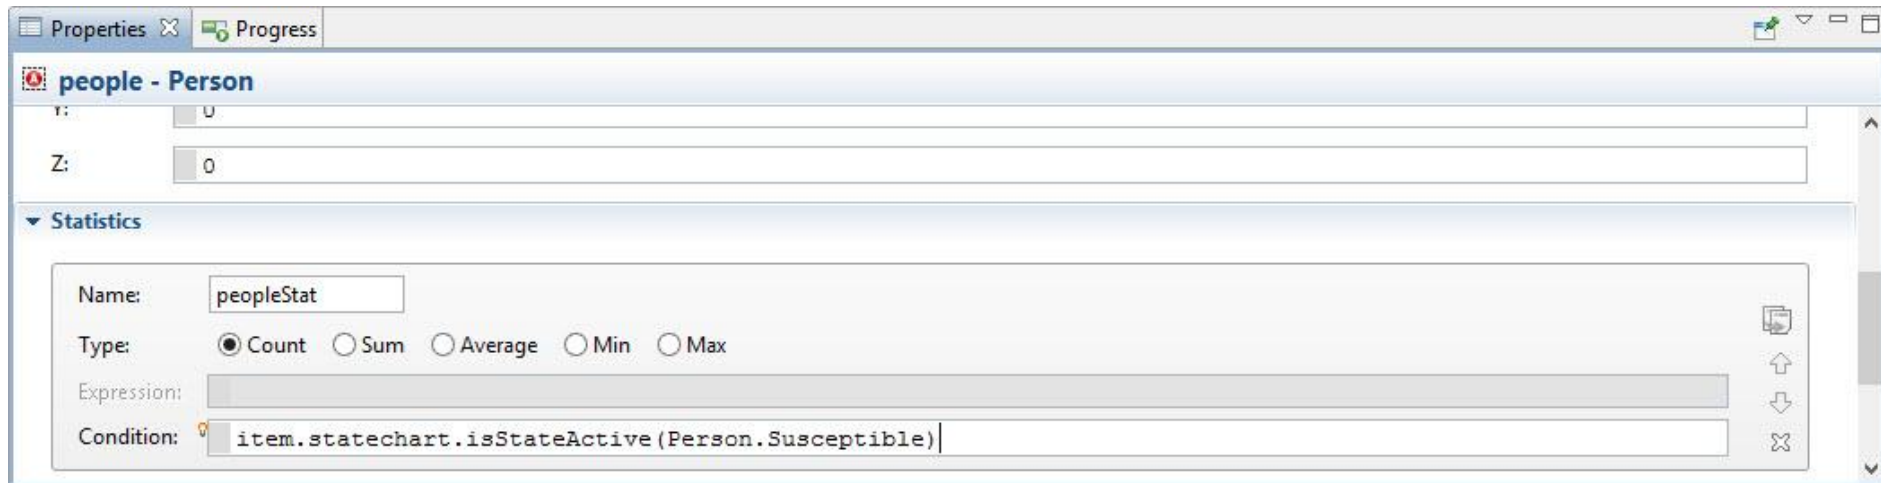 Properties Progress
people - Person
Y: 0
Z: 0
Statistics
Name: peopleStat
Type: Count Sum Average Min Max
Expression:
Condition: item.statechart.isStateActive(Person.Susceptible)